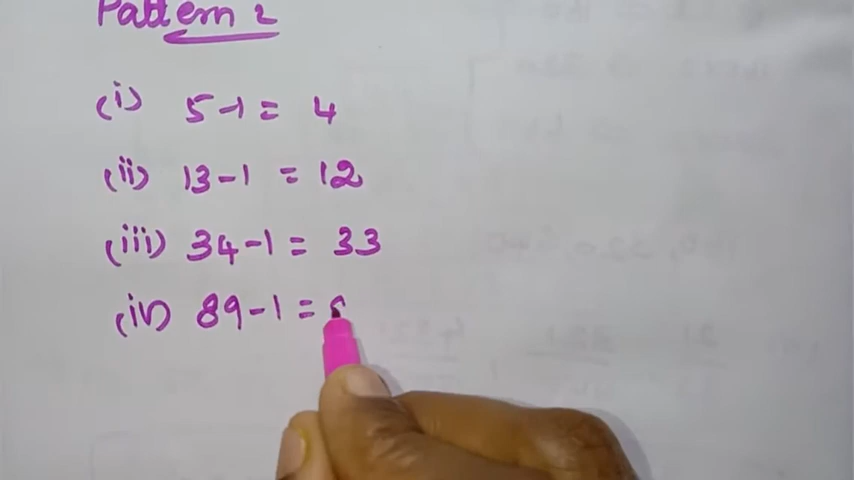 Pattern 2
(i) 5-1= 4
(ii) 13-1 = 12
(iii) 34-1= 33
(iv) 89-1=